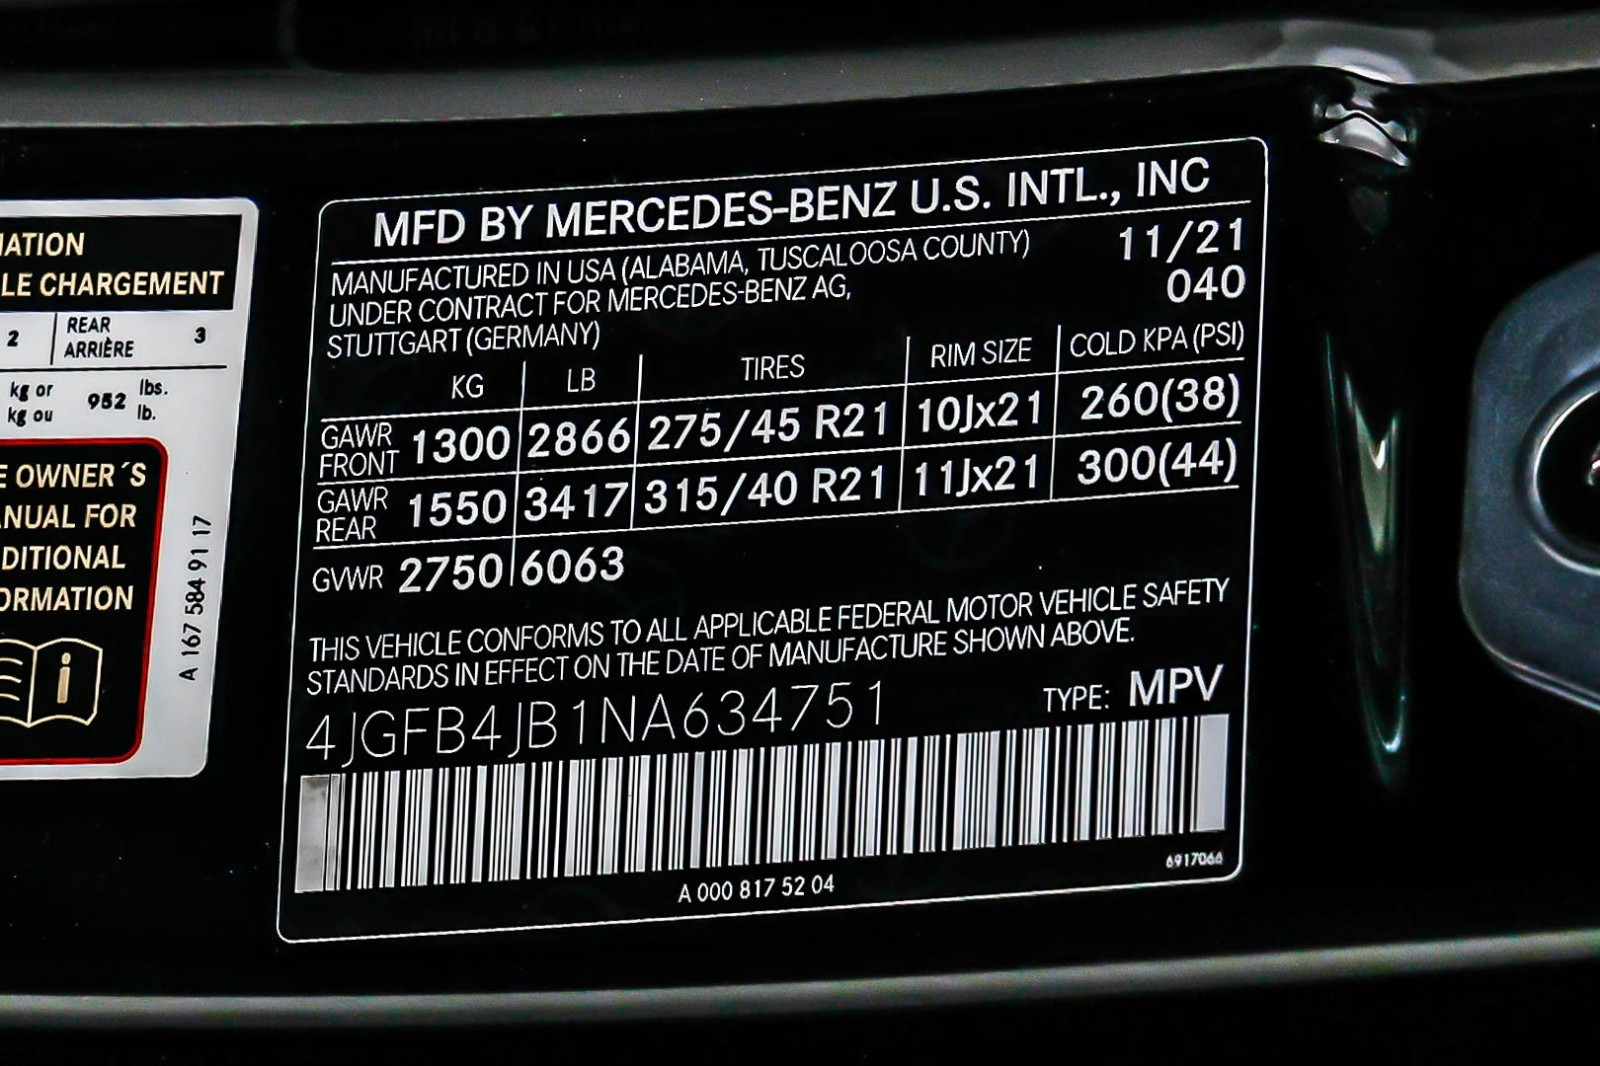 MATION
LE CHARGEMENT
2 REAR 3
ARRIÈRE
kg or 952 lbs.
kg ou lb.
OWNER´S
ANUAL FOR
DITIONAL
ORMATION
A 167 584 91 17
MFD BY MERCEDES-BENZ U.S. INTL., INC
MANUFACTURED IN USA (ALABAMA, TUSCALOOSA COUNTY) 11/21
UNDER CONTRACT FOR MERCEDES-BENZ AG, 040
STUTTGART (GERMANY)
KG LB TIRES RIM SIZE COLD KPA (PSI)
GAWR FRONT 1300 2866 275/45 R21 10Jx21 260(38)
GAWR REAR 1550 3417 315/40 R21 11Jx21 300(44)
GVWR 2750 6063
THIS VEHICLE CONFORMS TO ALL APPLICABLE FEDERAL MOTOR VEHICLE SAFETY
STANDARDS IN EFFECT ON THE DATE OF MANUFACTURE SHOWN ABOVE.
4JGFB4JB1NA634751 TYPE: MPV
A 000 817 52 04
6917066